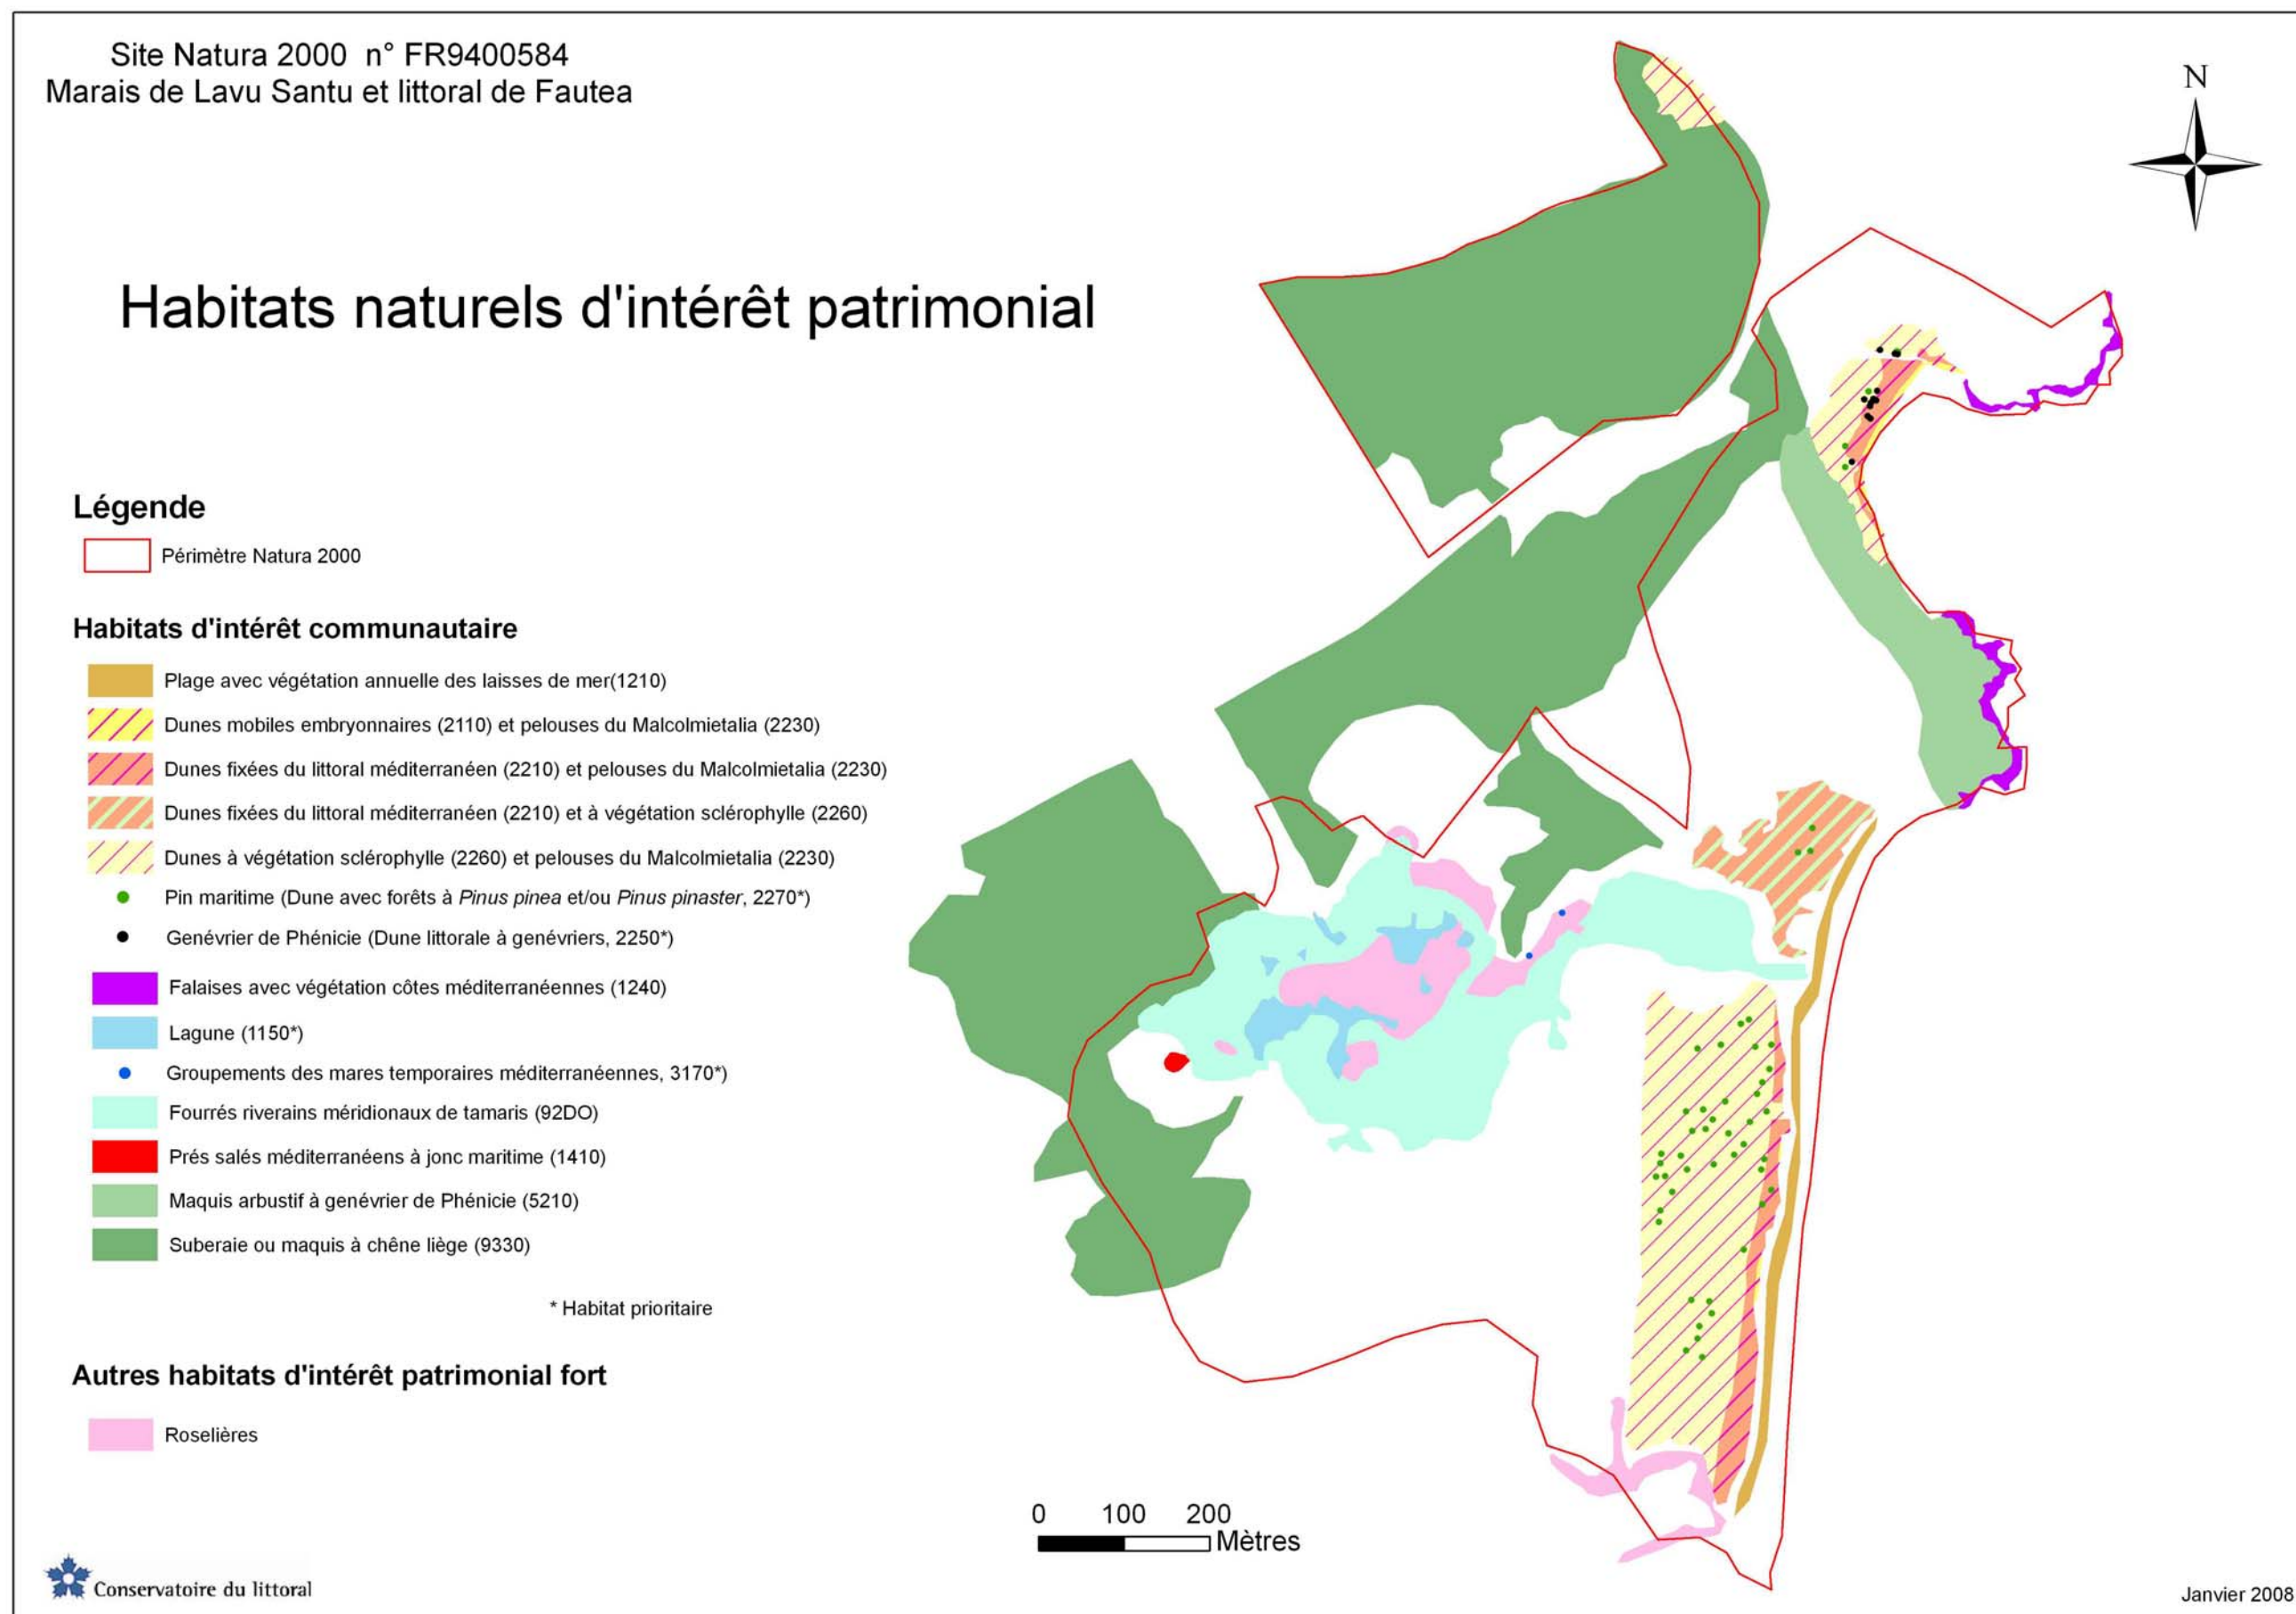 Site Natura 2000 n° FR9400584
Marais de Lavu Santu et littoral de Fautea
N
Habitats naturels d'intérêt patrimonial
Légende
Périmètre Natura 2000
Habitats d'intérêt communautaire
Plage avec végétation annuelle des laisses de mer(1210)
Dunes mobiles embryonnaires (2110) et pelouses du Malcolmietalia (2230)
Dunes fixées du littoral méditerranéen (2210) et pelouses du Malcolmietalia (2230)
Dunes fixées du littoral méditerranéen (2210) et à végétation sclérophylle (2260)
Dunes à végétation sclérophylle (2260) et pelouses du Malcolmietalia (2230)
Pin maritime (Dune avec forêts à Pinus pinea et/ou Pinus pinaster, 2270*)
Genévrier de Phénicie (Dune littorale à genévriers, 2250*)
Falaises avec végétation côtes méditerranéennes (1240)
Lagune (1150*)
Groupements des mares temporaires méditerranéennes, 3170*)
Fourrés riverains méridionaux de tamaris (92DO)
Prés salés méditerranéens à jonc maritime (1410)
Maquis arbustif à genévrier de Phénicie (5210)
Suberaie ou maquis à chêne liège (9330)
* Habitat prioritaire
Autres habitats d'intérêt patrimonial fort
Roselières
0 100 200
Mètres
Conservatoire du littoral
Janvier 2008